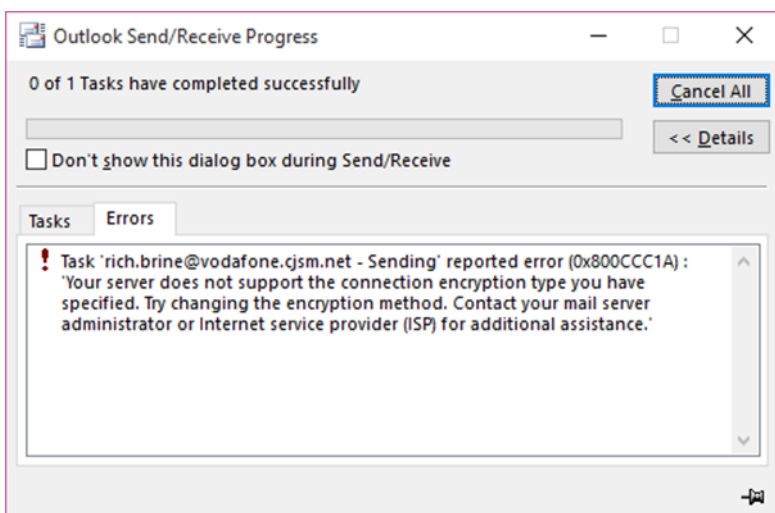 Outlook Send/Receive Progress
0 of 1 Tasks have completed successfully
Cancel All
<< Details
Don't show this dialog box during Send/Receive
Tasks
Errors
Task 'rich.brine@vodafone.cjsm.net - Sending' reported error (0x800CCC1A) :
'Your server does not support the connection encryption type you have
specified. Try changing the encryption method. Contact your mail server
administrator or Internet service provider (ISP) for additional assistance.'